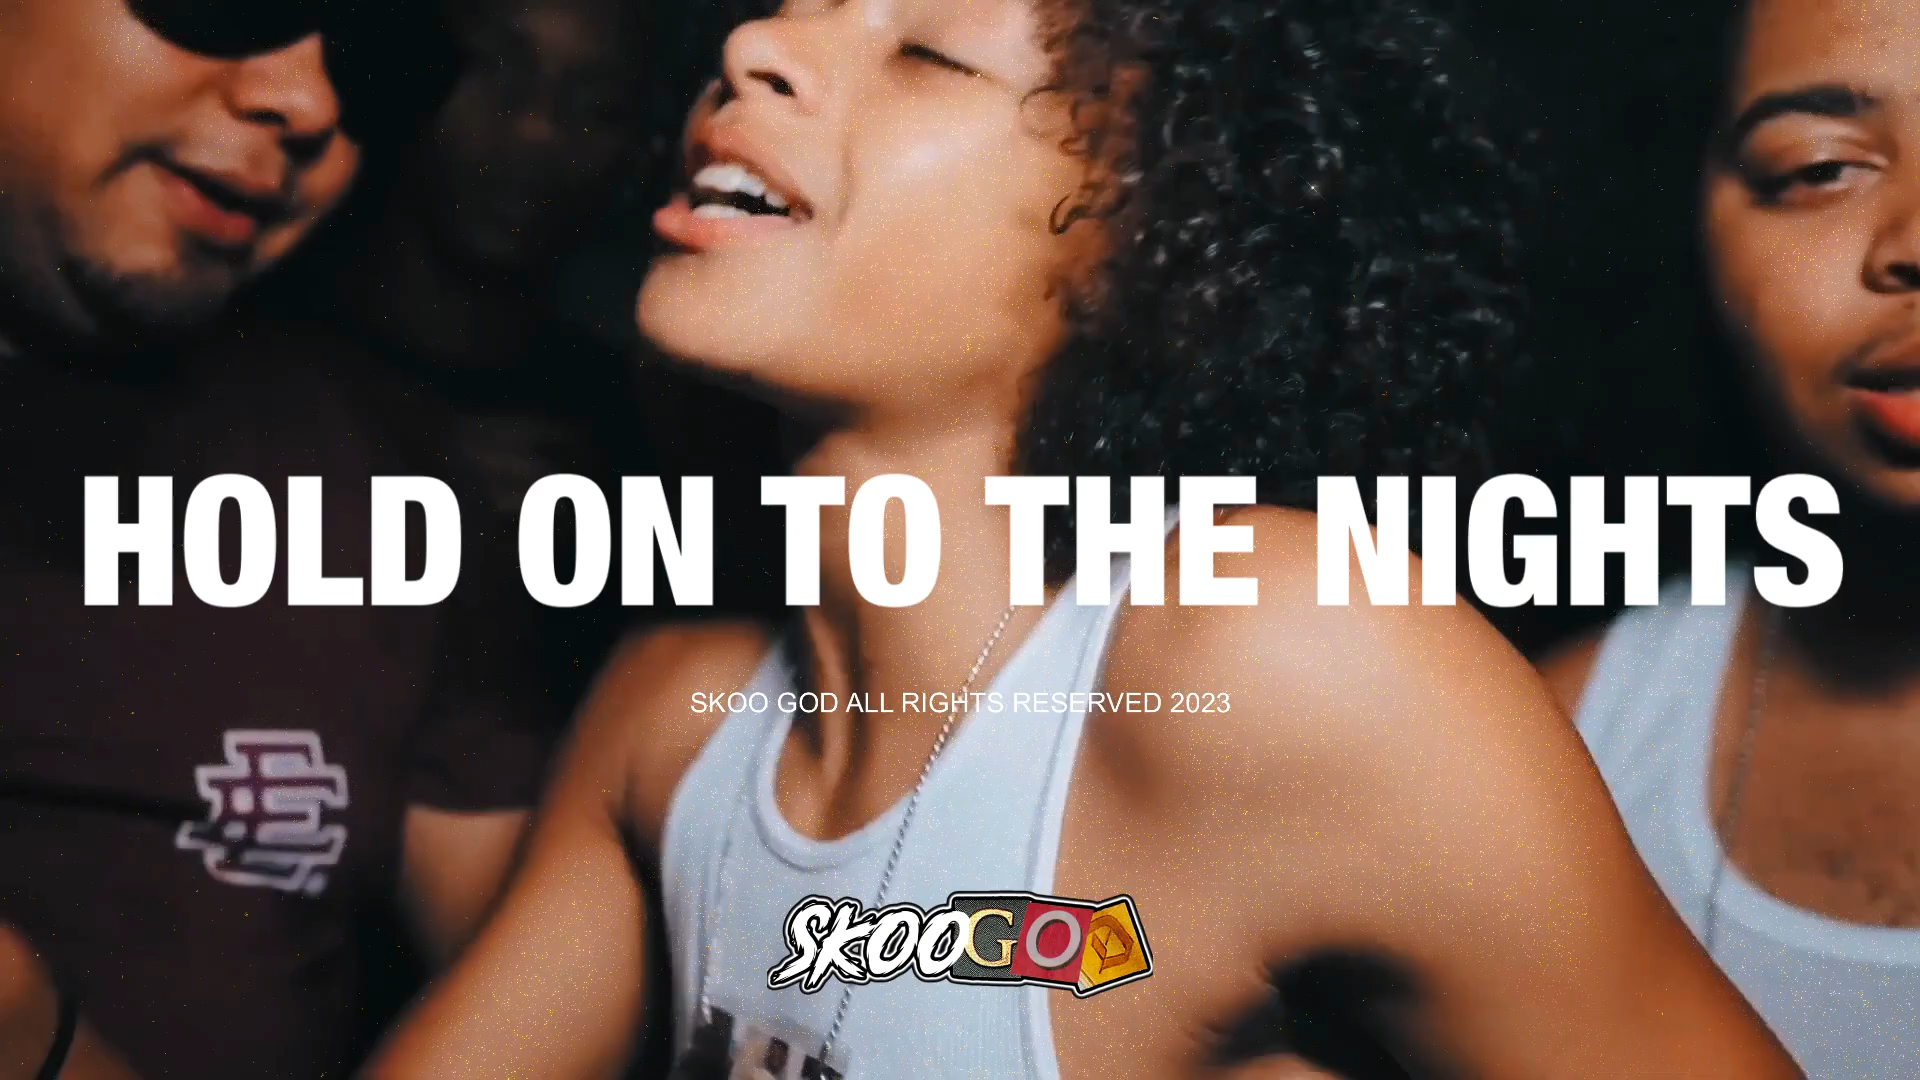 HOLD ON TO THE NIGHTS
SKOO GOD ALL RIGHTS RESERVED 2023
SKOOGOD